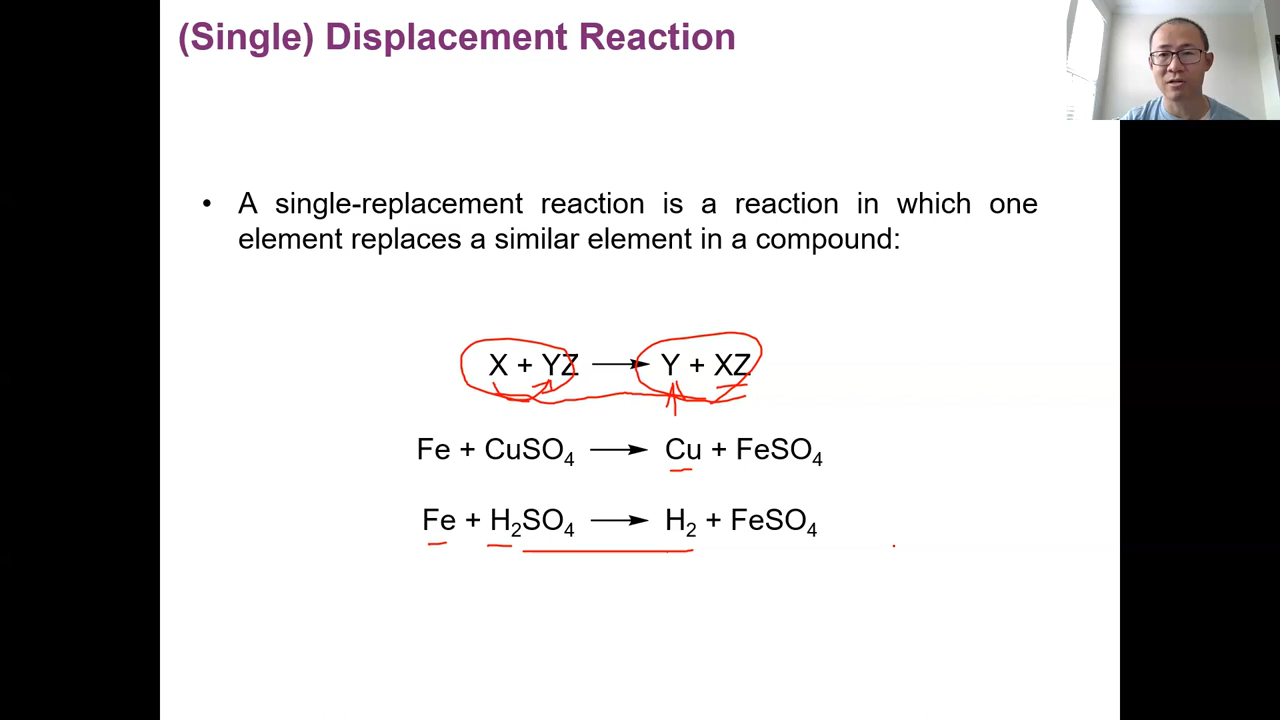 (Single) Displacement Reaction
• A single-replacement reaction is a reaction in which one
element replaces a similar element in a compound:
X + YZ ⟶ Y + XZ
Fe + CuSO₄ ⟶ Cu + FeSO₄
Fe + H₂SO₄ ⟶ H₂ + FeSO₄